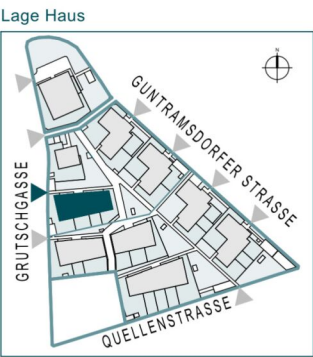 Lage Haus
N
GUNTRAMSDORFER STRASSE
GRUTSCHGASSE
QUELLENSTRASSE